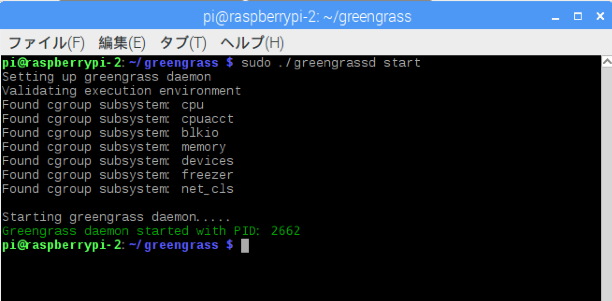 pi@raspberrypi-2: ~/greengrass
ファイル(F) 編集(E) タブ(T) ヘルプ(H)
pi@raspberrypi-2:~/greengrass $ sudo ./greengrassd start
Setting up greengrass daemon
Validating execution environment
Found cgroup subsystem: cpu
Found cgroup subsystem: cpuacct
Found cgroup subsystem: blkio
Found cgroup subsystem: memory
Found cgroup subsystem: devices
Found cgroup subsystem: freezer
Found cgroup subsystem: net_cls
Starting greengrass daemon.....
Greengrass daemon started with PID: 2662
pi@raspberrypi-2:~/greengrass $